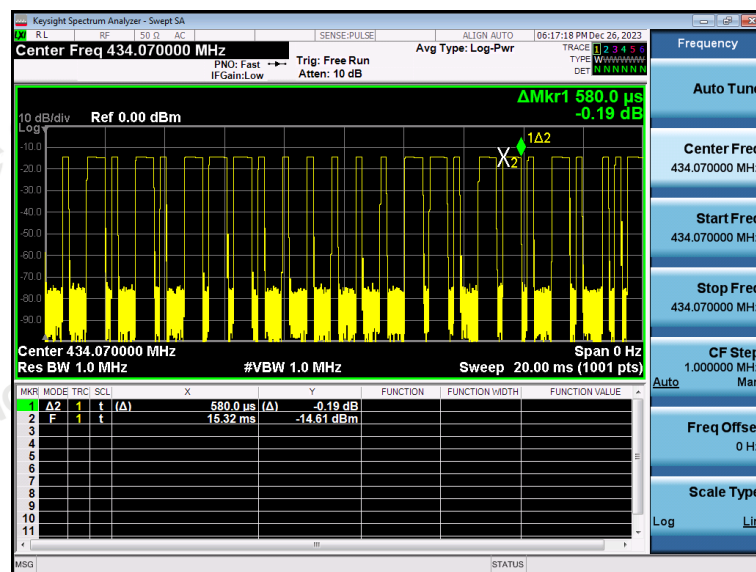 Keysight Spectrum Analyzer - Swept SA
LXI RL RF 50 Ω AC SENSE:PULSE ALIGN AUTO 06:17:18 PM Dec 26, 2023
Center Freq 434.070000 MHz
PNO: Fast
IFGain:Low
Trig: Free Run
Atten: 10 dB
Avg Type: Log-Pwr
TRACE 1 2 3 4 5 6
TYPE WWWWWWW
DET N N N N N N
ΔMkr1 580.0 µs
-0.19 dB
10 dB/div Ref 0.00 dBm
Log
1Δ2
X2
-10.0
-20.0
-30.0
-40.0
-50.0
-60.0
-70.0
-80.0
-90.0
Center 434.070000 MHz Span 0 Hz
Res BW 1.0 MHz #VBW 1.0 MHz Sweep 20.00 ms (1001 pts)
MKR MODE TRC SCL X Y FUNCTION FUNCTION WIDTH FUNCTION VALUE
1 Δ2 1 t (Δ) 580.0 µs (Δ) -0.19 dB
2 F 1 t 15.32 ms -14.61 dBm
3
4
5
6
7
8
9
10
11
MSG STATUS
Frequency
Auto Tune
Center Freq
434.070000 MHz
Start Freq
434.070000 MHz
Stop Freq
434.070000 MHz
CF Step
1.000000 MHz
Auto Man
Freq Offset
0 Hz
Scale Type
Log Lin